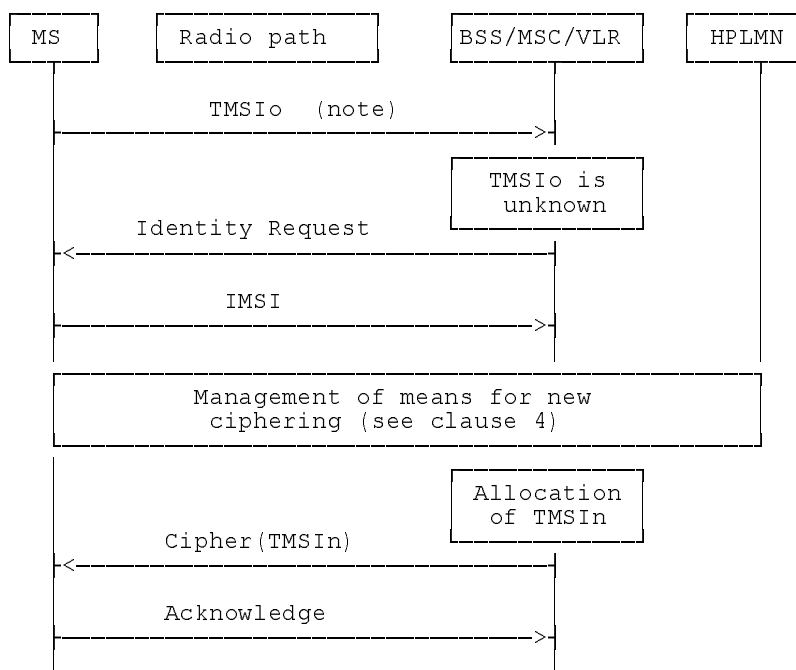 MS Radio path BSS/MSC/VLR HPLMN
TMSIo (note)
TMSIo is
unknown
Identity Request
IMSI
Management of means for new
ciphering (see clause 4)
Allocation
of TMSIn
Cipher(TMSIn)
Acknowledge